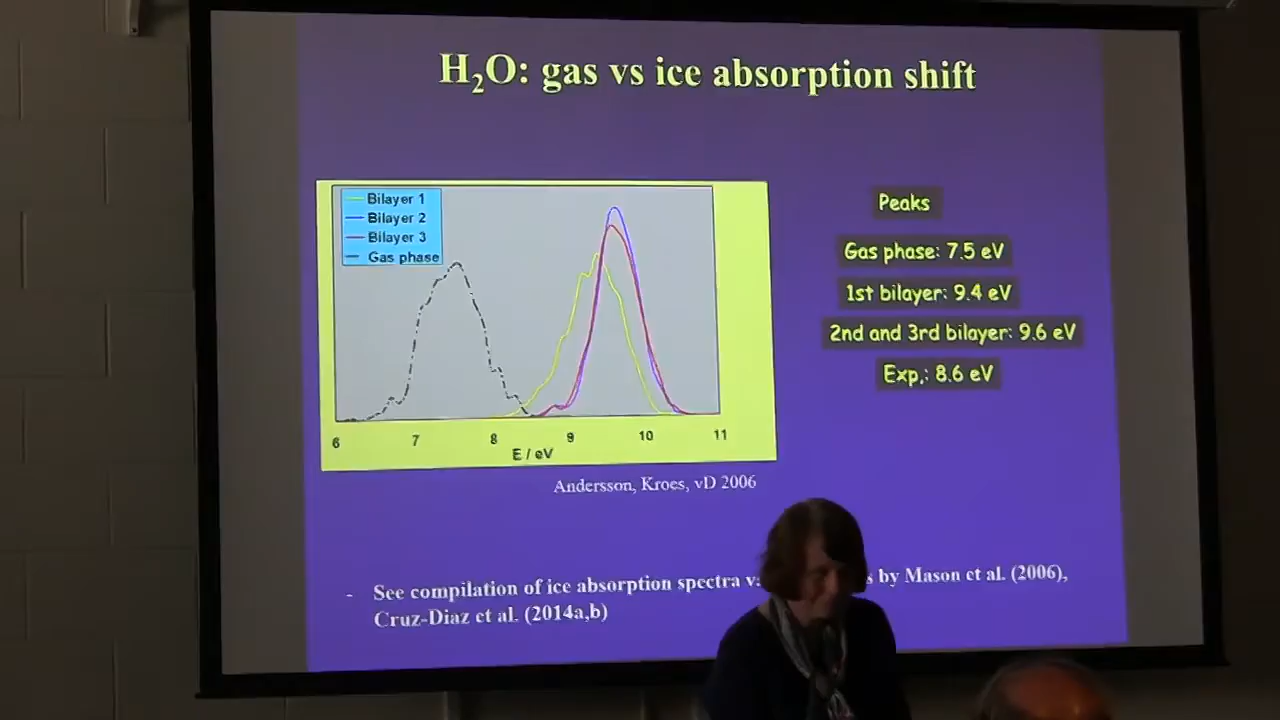 H₂O: gas vs ice absorption shift
Bilayer 1
Bilayer 2
Bilayer 3
Gas phase
6 7 8 9 10 11
E / eV
Andersson, Kroes, vD 2006
Peaks
Gas phase: 7.5 eV
1st bilayer: 9.4 eV
2nd and 3rd bilayer: 9.6 eV
Exp.: 8.6 eV
- See compilation of ice absorption spectra by Mason et al. (2006),
Cruz-Diaz et al. (2014a,b)